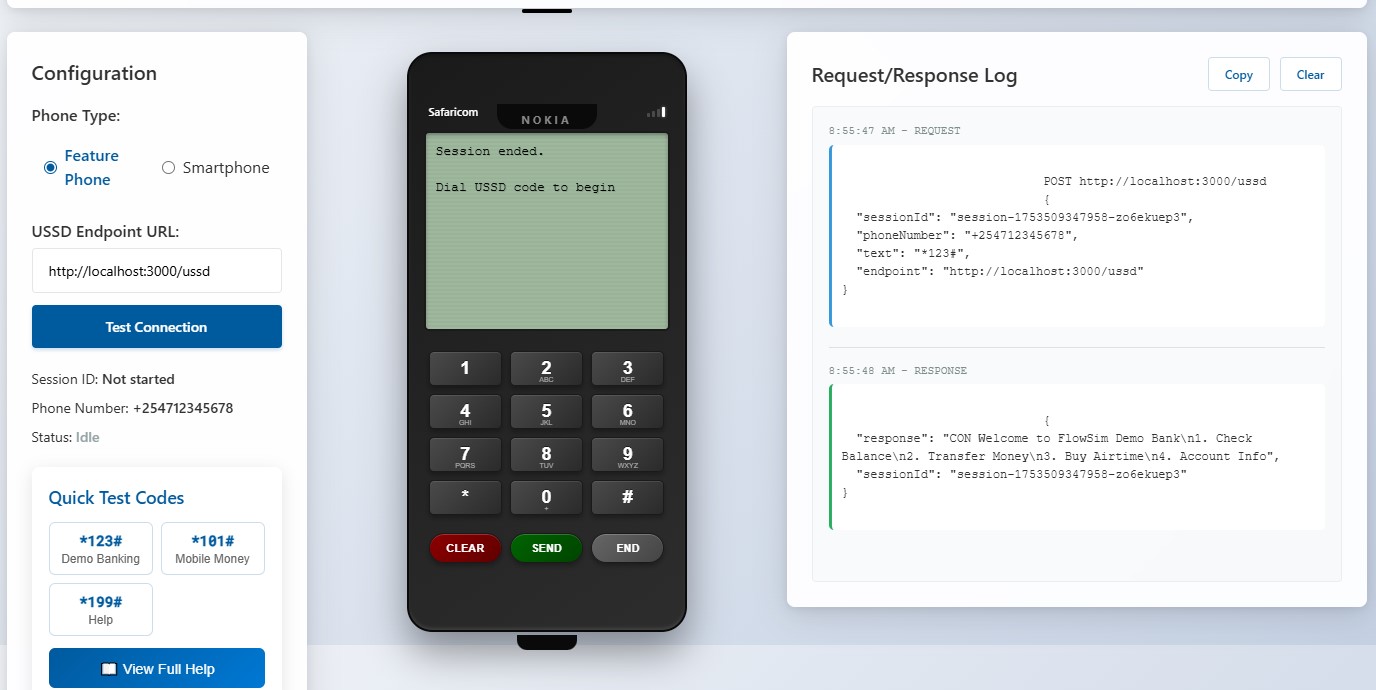 Configuration
Phone Type:
Feature
Phone
Smartphone
USSD Endpoint URL:
http://localhost:3000/ussd
Test Connection
Session ID: Not started
Phone Number: +254712345678
Status: Idle
Quick Test Codes
*123#
Demo Banking
*101#
Mobile Money
*199#
Help
📖 View Full Help
Safaricom
NOKIA
Session ended.
Dial USSD code to begin
1
2
ABC
3
DEF
4
GHI
5
JKL
6
MNO
7
PQRS
8
TUV
9
WXYZ
*
0
+
#
CLEAR
SEND
END
Request/Response Log
Copy
Clear
8:55:47 AM - REQUEST
POST http://localhost:3000/ussd
{
"sessionId": "session-1753509347958-zo6ekuep3",
"phoneNumber": "+254712345678",
"text": "*123#",
"endpoint": "http://localhost:3000/ussd"
}
8:55:48 AM - RESPONSE
{
"response": "CON Welcome to FlowSim Demo Bank\n1. Check
Balance\n2. Transfer Money\n3. Buy Airtime\n4. Account Info",
"sessionId": "session-1753509347958-zo6ekuep3"
}